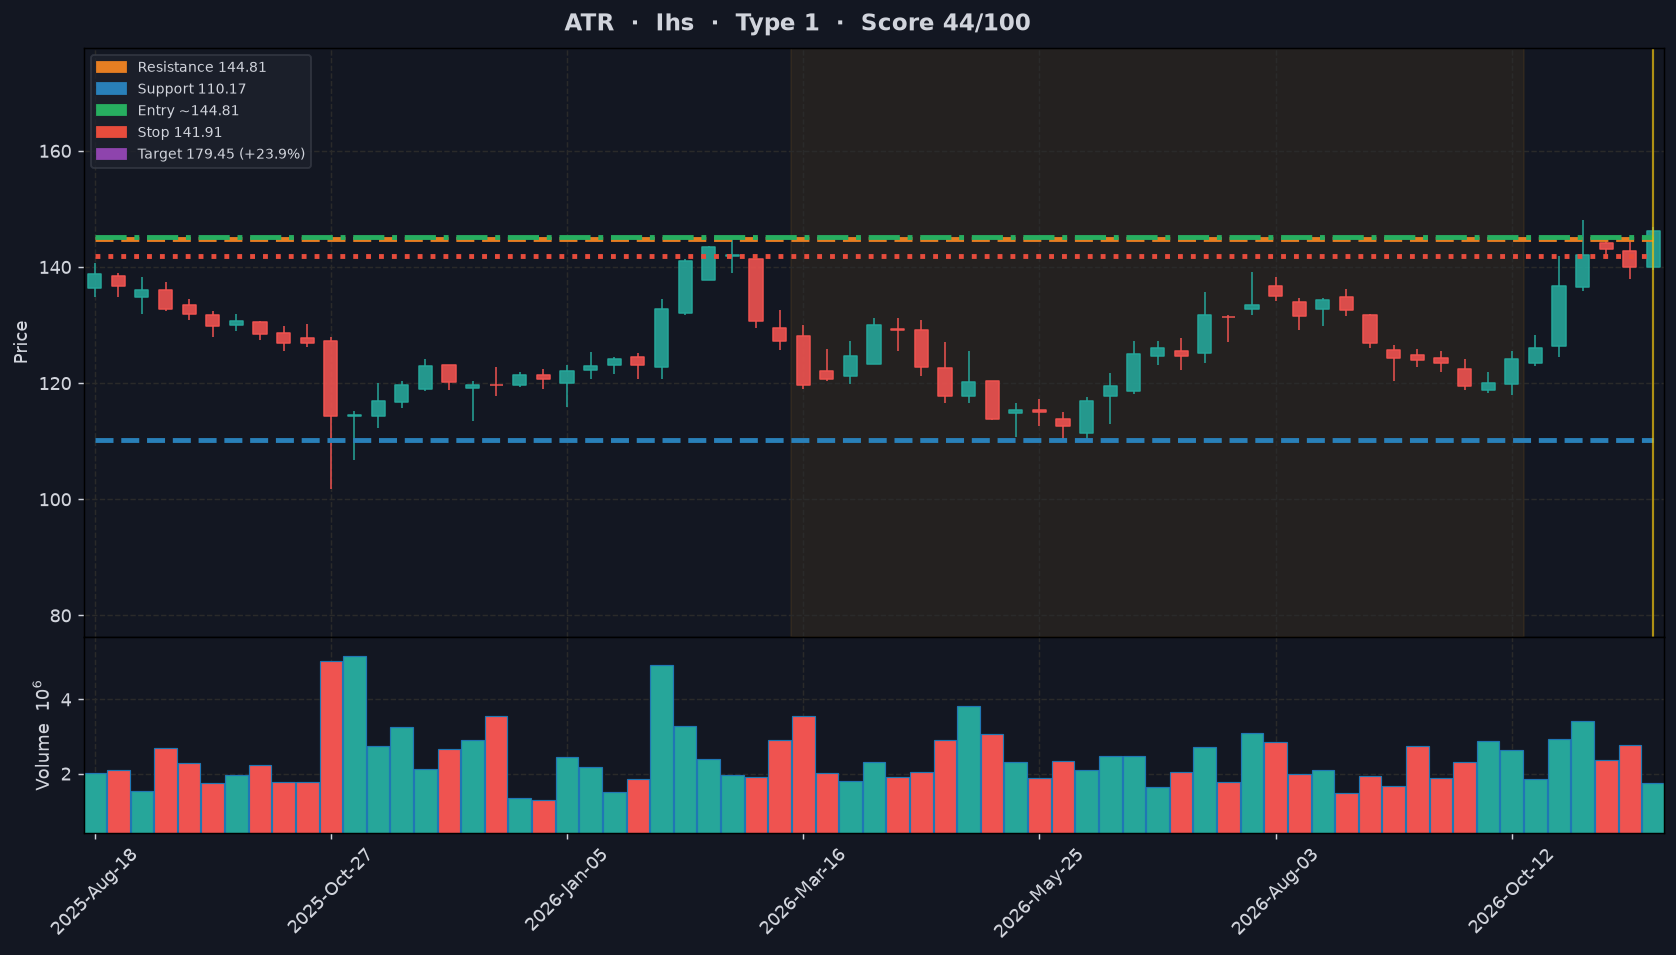 ATR · Ihs · Type 1 · Score 44/100
Resistance 144.81
Support 110.17
Entry ~144.81
Stop 141.91
Target 179.45 (+23.9%)
Price
160
140
120
100
80
Volume 10⁶
4
2
2025-Aug-18
2025-Oct-27
2026-Jan-05
2026-Mar-16
2026-May-25
2026-Aug-03
2026-Oct-12